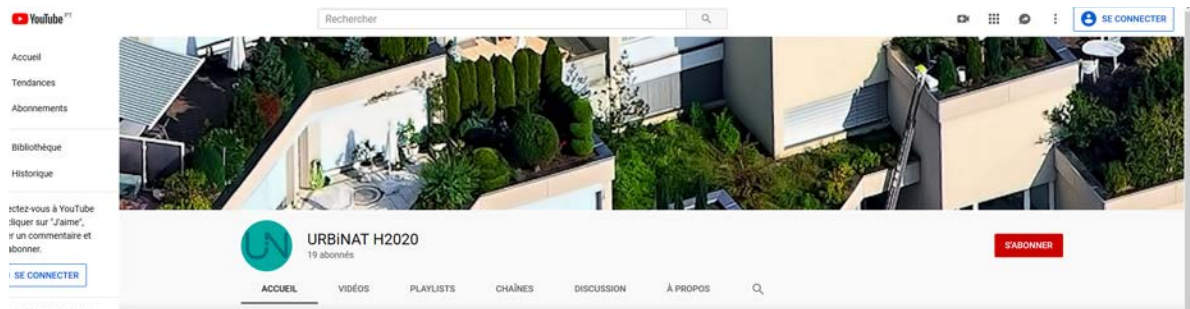 YouTube PT
Rechercher
SE CONNECTER
Accueil
Tendances
Abonnements
Bibliothèque
Historique
ectez-vous à YouTube
cliquer sur "J'aime",
er un commentaire et
abonner.
SE CONNECTER
UN
URBiNAT H2020
19 abonnés
S'ABONNER
ACCUEIL VIDÉOS PLAYLISTS CHAÎNES DISCUSSION À PROPOS